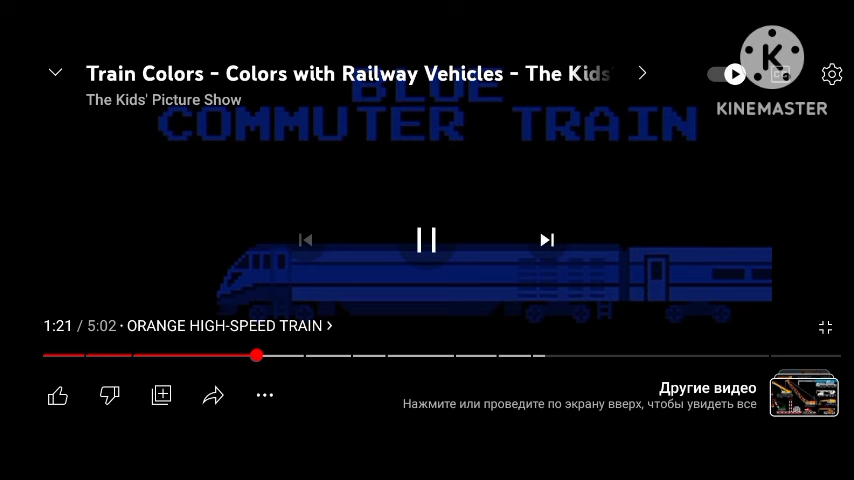 Train Colors - Colors with Railway Vehicles - The Kids'
The Kids' Picture Show
K
KINEMASTER
BLUE
COMMUTER TRAIN
1:21 / 5:02 · ORANGE HIGH-SPEED TRAIN
Другие видео
Нажмите или проведите по экрану вверх, чтобы увидеть все